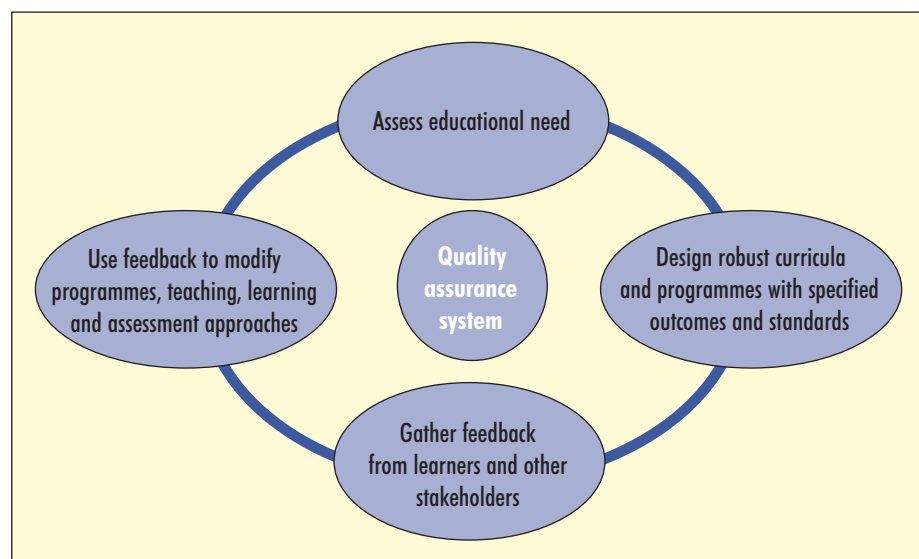 Assess educational need
Use feedback to modify
programmes, teaching, learning
and assessment approaches
Quality
assurance
system
Design robust curricula
and programmes with specified
outcomes and standards
Gather feedback
from learners and other
stakeholders